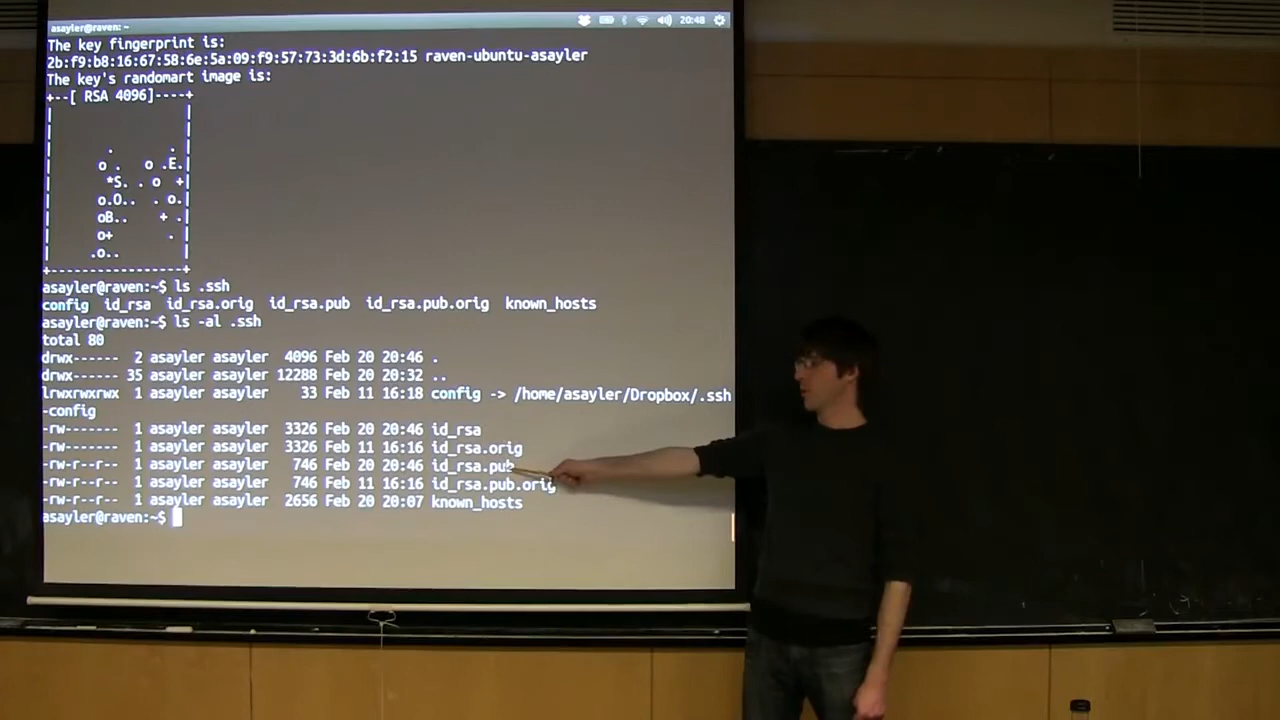 asayler@raven: ~
20:48
The key fingerprint is:
2b:f9:b8:16:67:58:6e:5a:09:f9:57:73:3d:6b:f2:15 raven-ubuntu-asayler
The key's randomart image is:
+--[ RSA 4096]----+
|                 |
|                 |
|       .      .  |
|      o .   o .E.|
|       *S. . o  +|
|      o.O..  . o.|
|      oB..    + .|
|      o+       . |
|     .o..        |
+-----------------+
asayler@raven:~$ ls .ssh
config  id_rsa  id_rsa.orig  id_rsa.pub  id_rsa.pub.orig  known_hosts
asayler@raven:~$ ls -al .ssh
total 80
drwx------  2 asayler asayler  4096 Feb 20 20:46 .
drwx------ 35 asayler asayler 12288 Feb 20 20:32 ..
lrwxrwxrwx  1 asayler asayler    33 Feb 11 16:18 config -> /home/asayler/Dropbox/.ssh
-config
-rw-------  1 asayler asayler  3326 Feb 20 20:46 id_rsa
-rw-------  1 asayler asayler  3326 Feb 11 16:16 id_rsa.orig
-rw-r--r--  1 asayler asayler   746 Feb 20 20:46 id_rsa.pub
-rw-r--r--  1 asayler asayler   746 Feb 11 16:16 id_rsa.pub.orig
-rw-r--r--  1 asayler asayler  2656 Feb 20 20:07 known_hosts
asayler@raven:~$